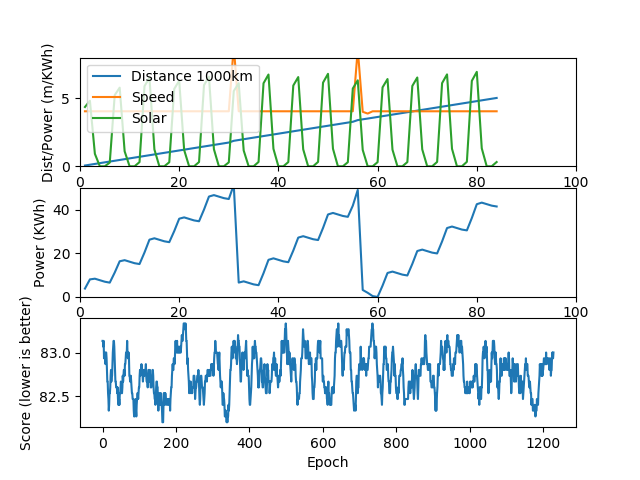 Dist/Power (m/KWh)
5
0
Distance 1000km
Speed
Solar
0 20 40 60 80 100
Power (KWh)
40
20
0
0 20 40 60 80 100
Score (lower is better)
83.0
82.5
0 200 400 600 800 1000 1200
Epoch